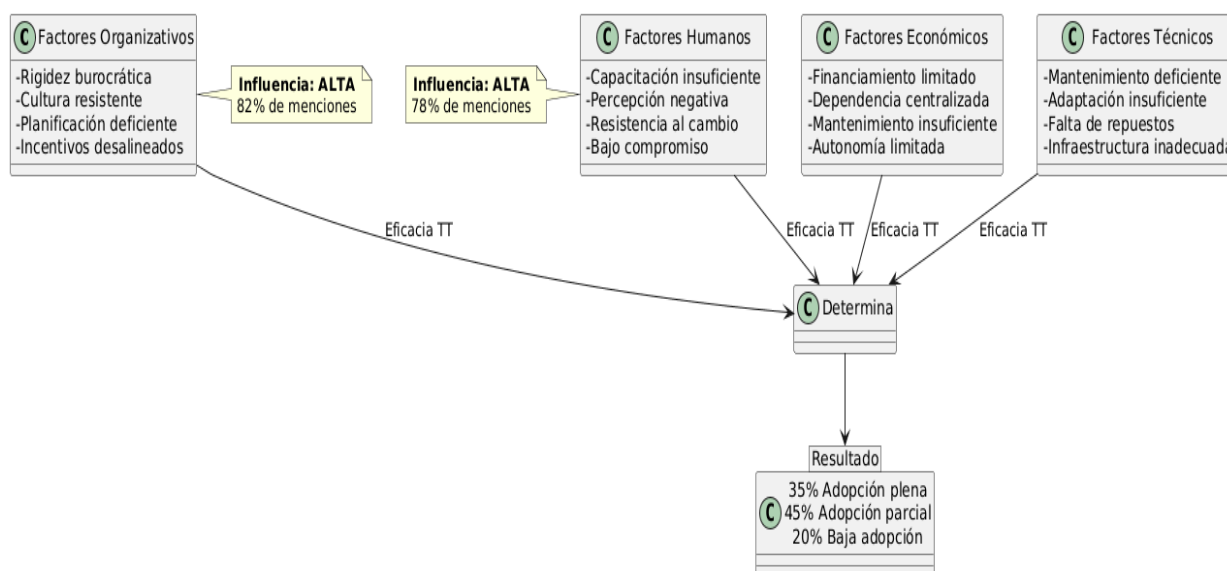 C Factores Organizativos
-Rigidez burocrática
-Cultura resistente
-Planificación deficiente
-Incentivos desalineados
Influencia: ALTA
82% de menciones
Influencia: ALTA
78% de menciones
C Factores Humanos
-Capacitación insuficiente
-Percepción negativa
-Resistencia al cambio
-Bajo compromiso
C Factores Económicos
-Financiamiento limitado
-Dependencia centralizada
-Mantenimiento insuficiente
-Autonomía limitada
C Factores Técnicos
-Mantenimiento deficiente
-Adaptación insuficiente
-Falta de repuestos
-Infraestructura inadecuada
Eficacia TT
Eficacia TT
Eficacia TT
Eficacia TT
C Determina
Resultado
C
35% Adopción plena
45% Adopción parcial
20% Baja adopción